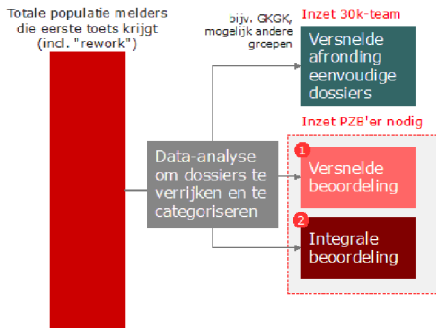 Totale populatie melders
die eerste toets krijgt
(incl. "rework")
bijv. GKGK,
mogelijk andere
groepen
Inzet 30k-team
Versnelde
afronding
eenvoudige
dossiers
Inzet PZB'er nodig
Data-analyse
om dossiers te
verrijken en te
categoriseren
1
Versnelde
beoordeling
2
Integrale
beoordeling